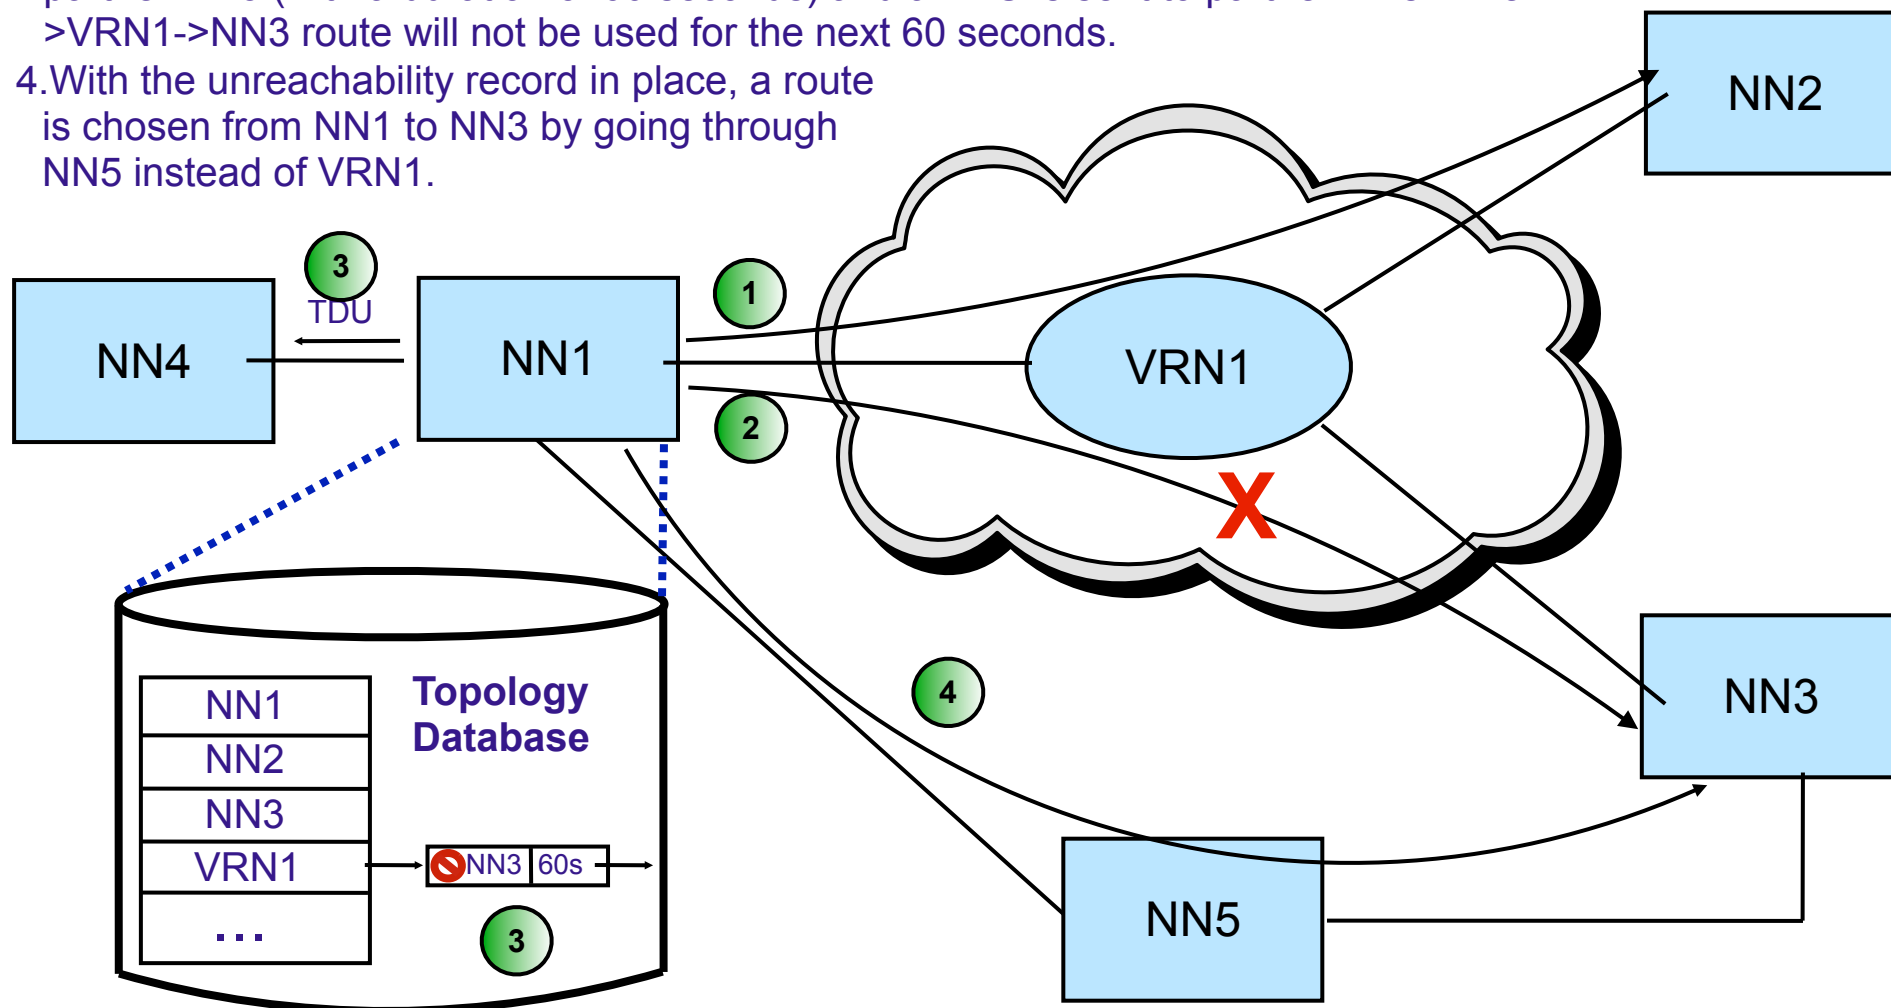 >VRN1->NN3 route will not be used for the next 60 seconds.
4.With the unreachability record in place, a route
is chosen from NN1 to NN3 by going through
NN5 instead of VRN1.
NN2
3
TDU
1
NN4
NN1
VRN1
2
X
Topology
Database
NN1
NN2
NN3
VRN1
NN3 60s
...
3
4
NN3
NN5